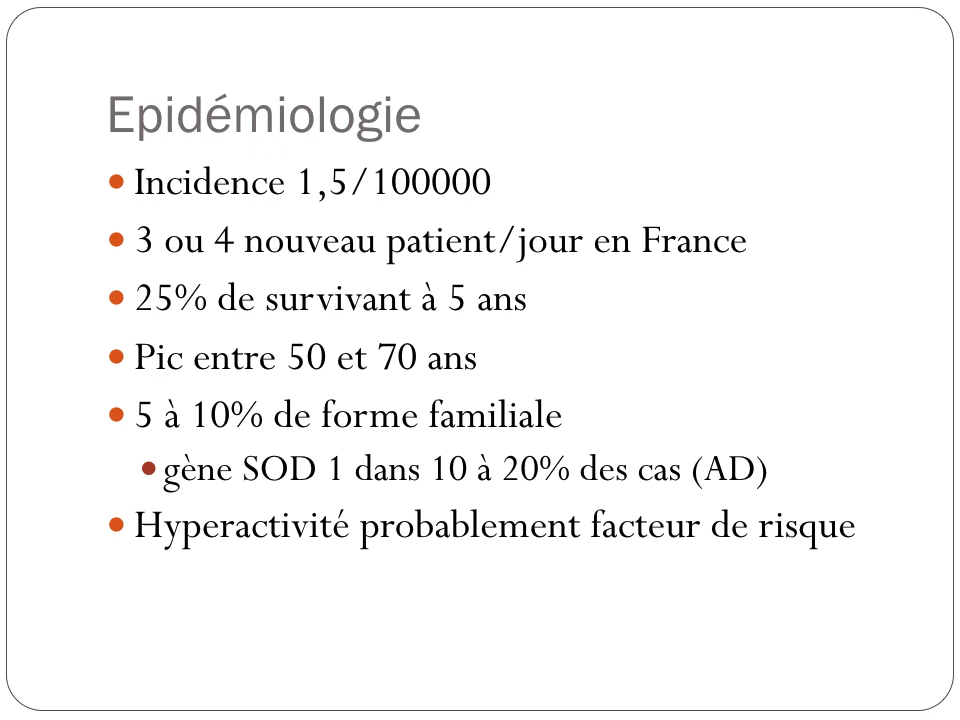 Epidémiologie
Incidence 1,5/100000
3 ou 4 nouveau patient/jour en France
25% de survivant à 5 ans
Pic entre 50 et 70 ans
5 à 10% de forme familiale
gène SOD 1 dans 10 à 20% des cas (AD)
Hyperactivité probablement facteur de risque